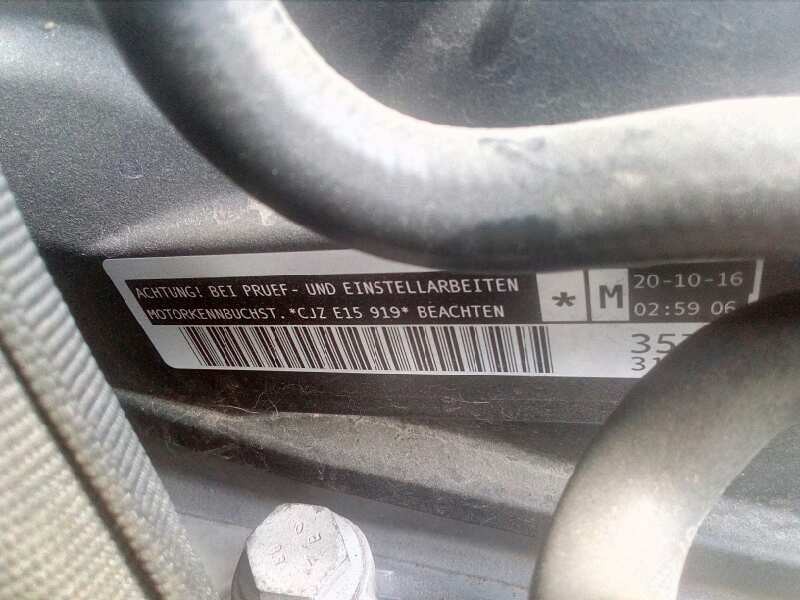 ACHTUNG! BEI PRUEF- UND EINSTELLARBEITEN
MOTORKENNBUCHST. *CJZ E15 919* BEACHTEN
* M
20-10-16
02:59 06